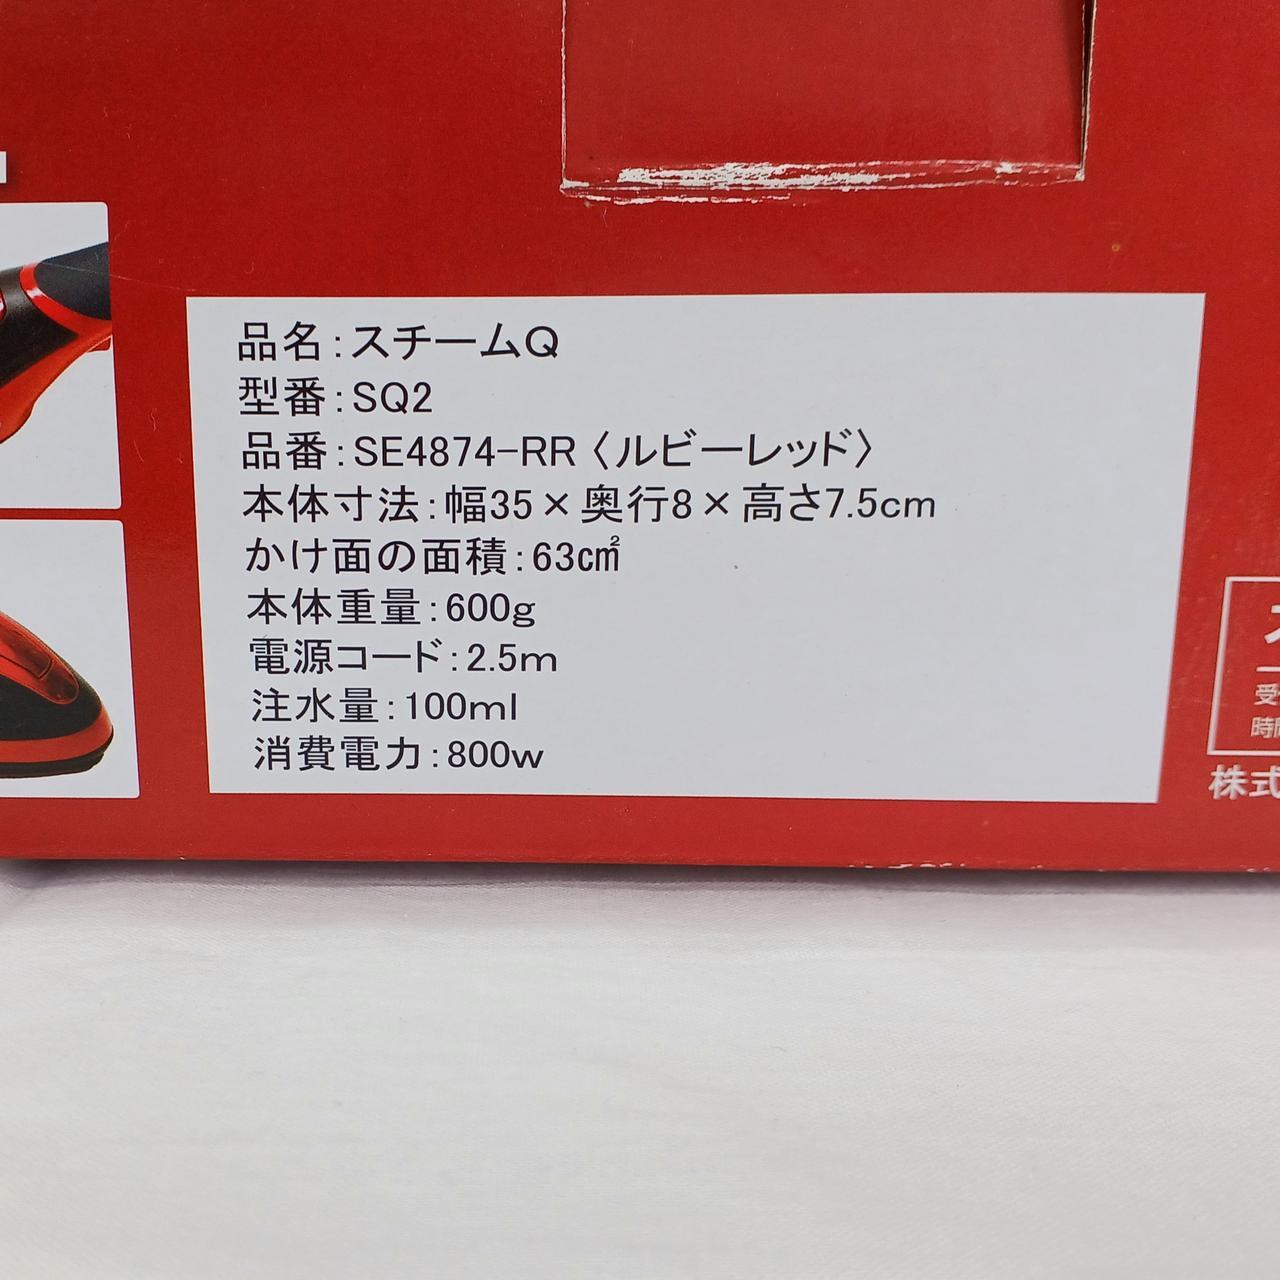 品名:スチームQ
型番:SQ2
品番:SE4874-RR〈ルビーレッド〉
本体寸法:幅35×奥行8×高さ7.5cm
かけ面の面積:63c㎡
本体重量:600g
電源コード:2.5m
注水量:100ml
消費電力:800w
受
時間
株式